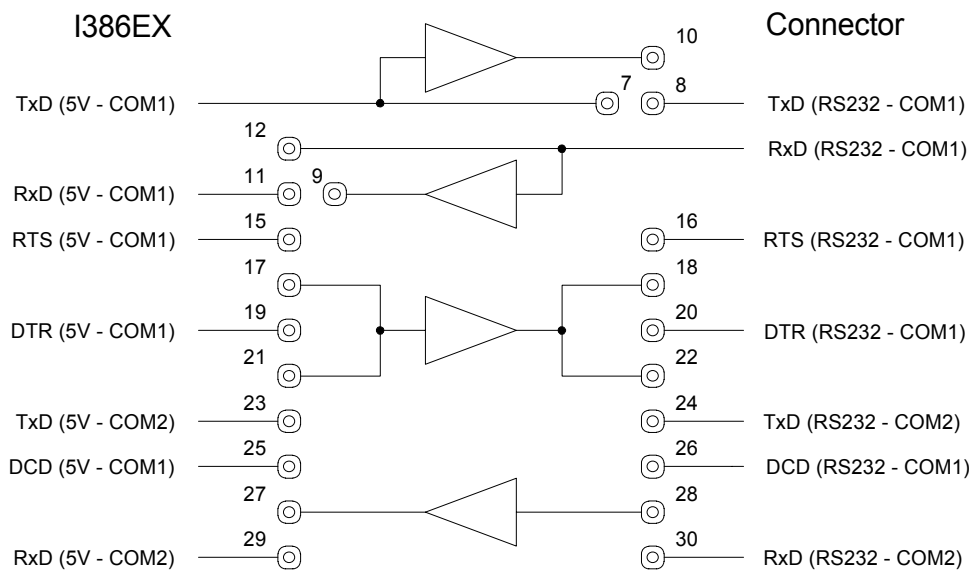 I386EX Connector
10
7 8
TxD (5V - COM1) TxD (RS232 - COM1)
12
RxD (RS232 - COM1)
11 9
RxD (5V - COM1)
15 16
RTS (5V - COM1) RTS (RS232 - COM1)
17 18
19 20
DTR (5V - COM1) DTR (RS232 - COM1)
21 22
23 24
TxD (5V - COM2) TxD (RS232 - COM2)
25 26
DCD (5V - COM1) DCD (RS232 - COM1)
27 28
29 30
RxD (5V - COM2) RxD (RS232 - COM2)